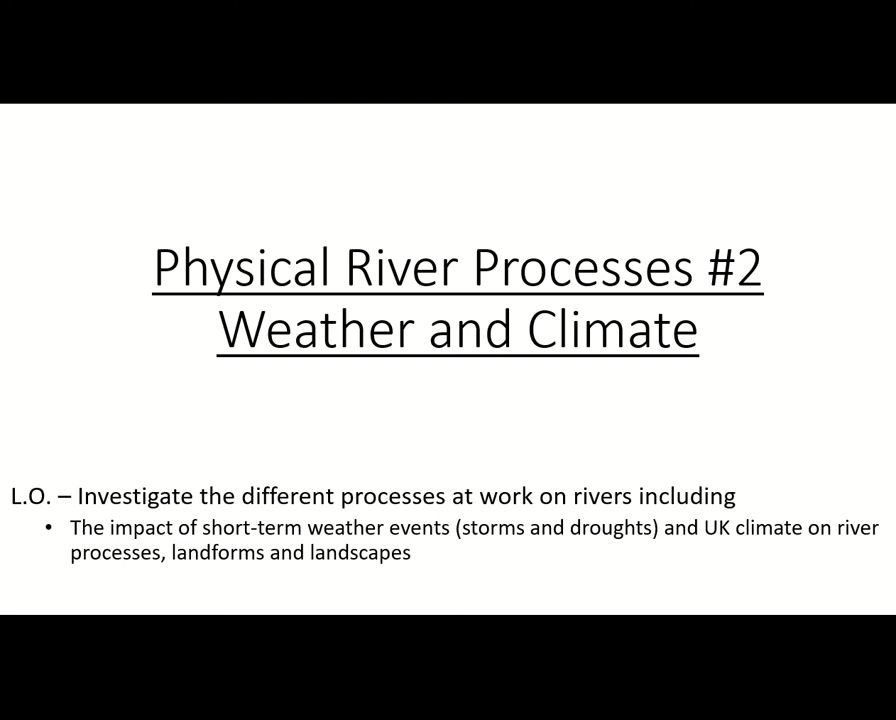 Physical River Processes #2
Weather and Climate
L.O. – Investigate the different processes at work on rivers including
• The impact of short-term weather events (storms and droughts) and UK climate on river
processes, landforms and landscapes